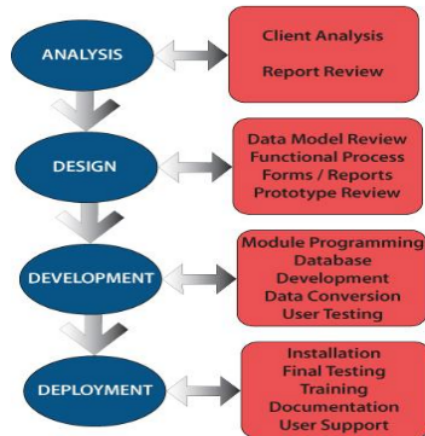 ANALYSIS
Client Analysis
Report Review
DESIGN
Data Model Review
Functional Process
Forms / Reports
Prototype Review
DEVELOPMENT
Module Programming
Database
Development
Data Conversion
User Testing
DEPLOYMENT
Installation
Final Testing
Training
Documentation
User Support